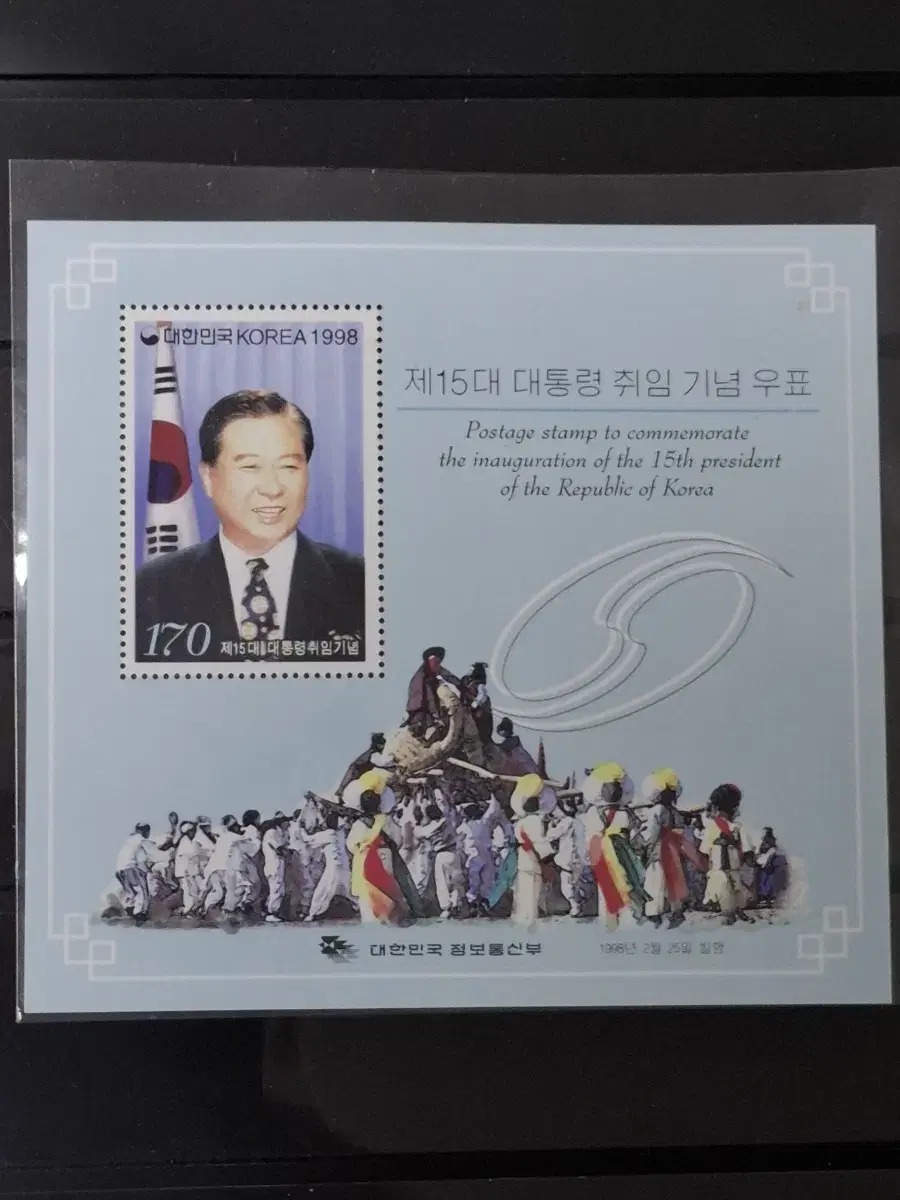 대한민국 KOREA 1998
170 제15대 대통령취임기념
제15대 대통령 취임 기념 우표
Postage stamp to commemorate
the inauguration of the 15th president
of the Republic of Korea
대한민국 정보통신부
1998년 2월 25일 발행